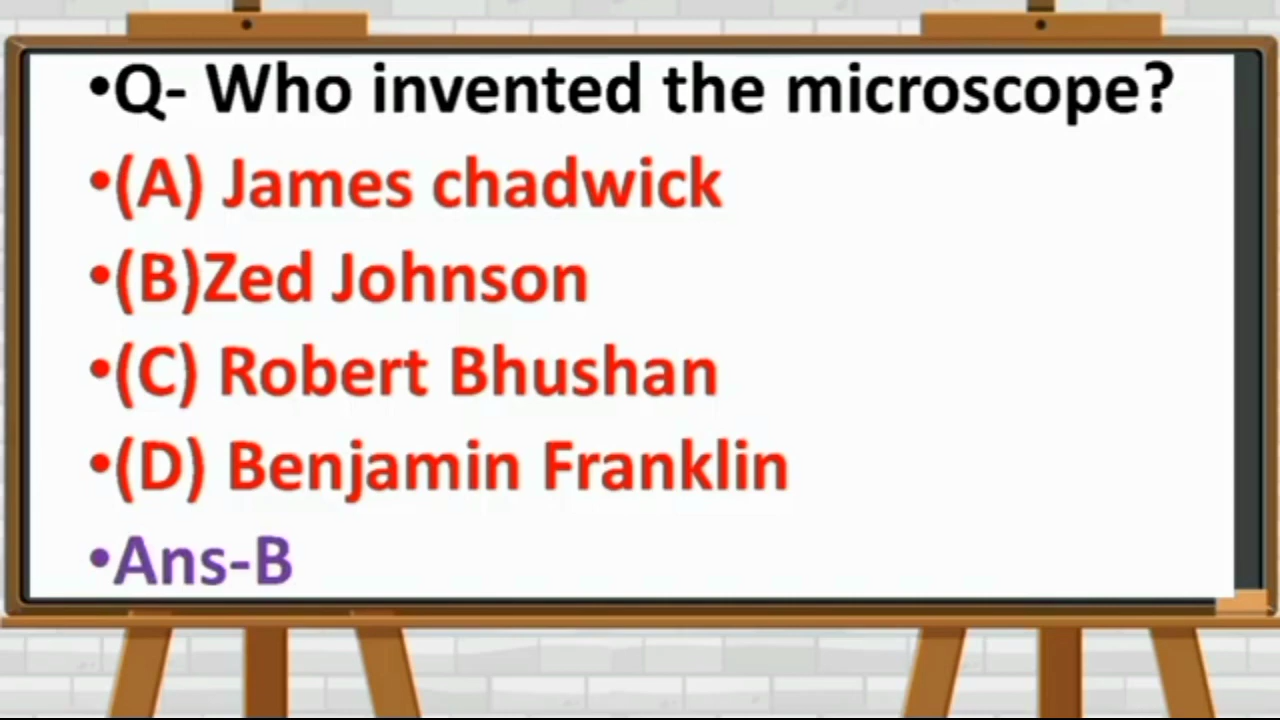 •Q- Who invented the microscope?
•(A) James chadwick
•(B)Zed Johnson
•(C) Robert Bhushan
•(D) Benjamin Franklin
•Ans-B